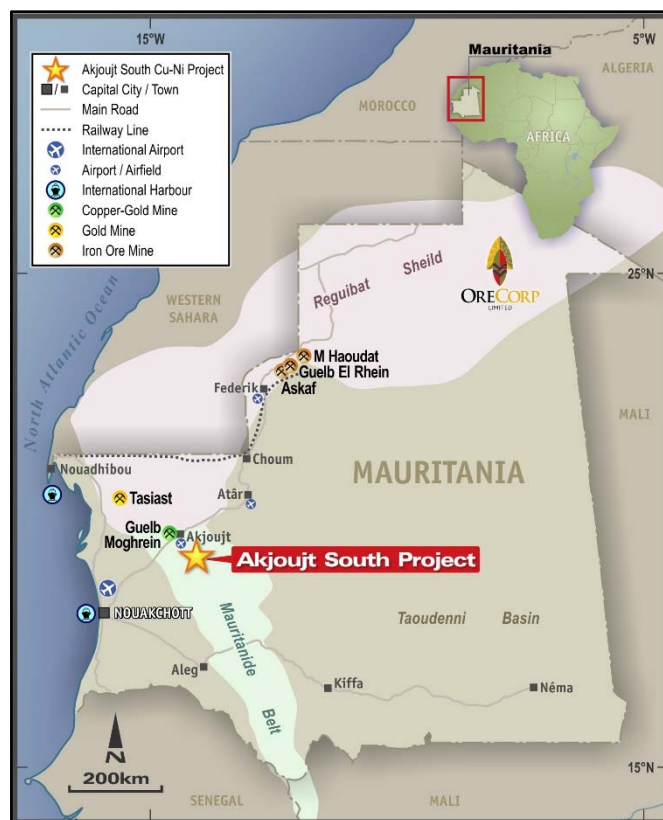 15°W
5°W
Akjoujt South Cu-Ni Project
Capital City / Town
Main Road
Railway Line
International Airport
Airport / Airfield
International Harbour
Copper-Gold Mine
Gold Mine
Iron Ore Mine
Mauritania
ALGERIA
MOROCCO
AFRICA
25°N
Reguibat Sheild
ORECORP
LIMITED
WESTERN
SAHARA
North Atlantic Ocean
M Haoudat
Guelb El Rhein
Askaf
Federik
MALI
Choum
MAURITANIA
Nouadhibou
Atâr
Tasiast
Guelb
Moghrein
Akjoujt
Akjoujt South Project
NOUAKCHOTT
Taoudenni Basin
Mauritanide
Belt
Aleg
Kiffa
Néma
N
200km
15°N
SENEGAL
MALI